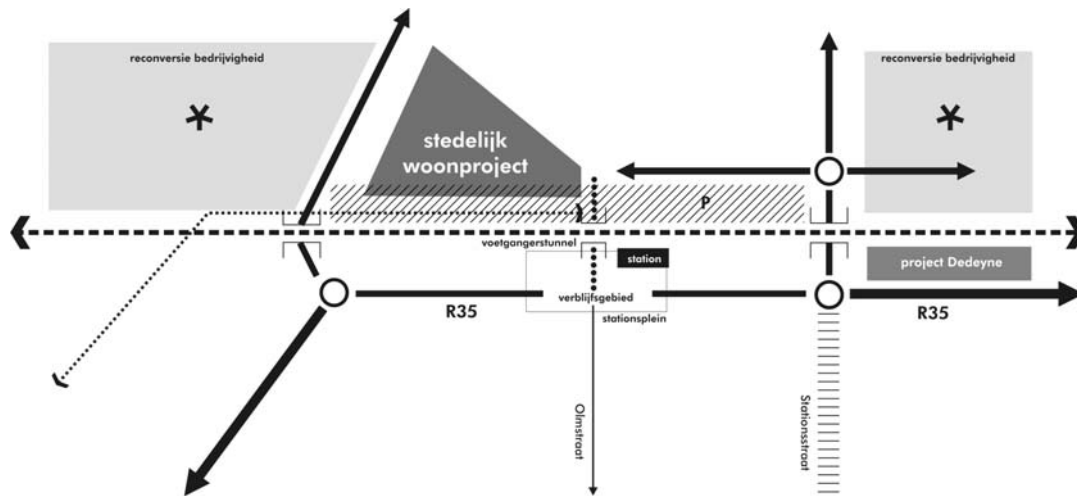 reconversie bedrijvigheid
reconversie bedrijvigheid
stedelijk
woonproject
P
voetgangerstunnel
station
project Dedeyne
verblijfsgebied
R35
stationsplein
R35
Olmstraat
Stationsstraat